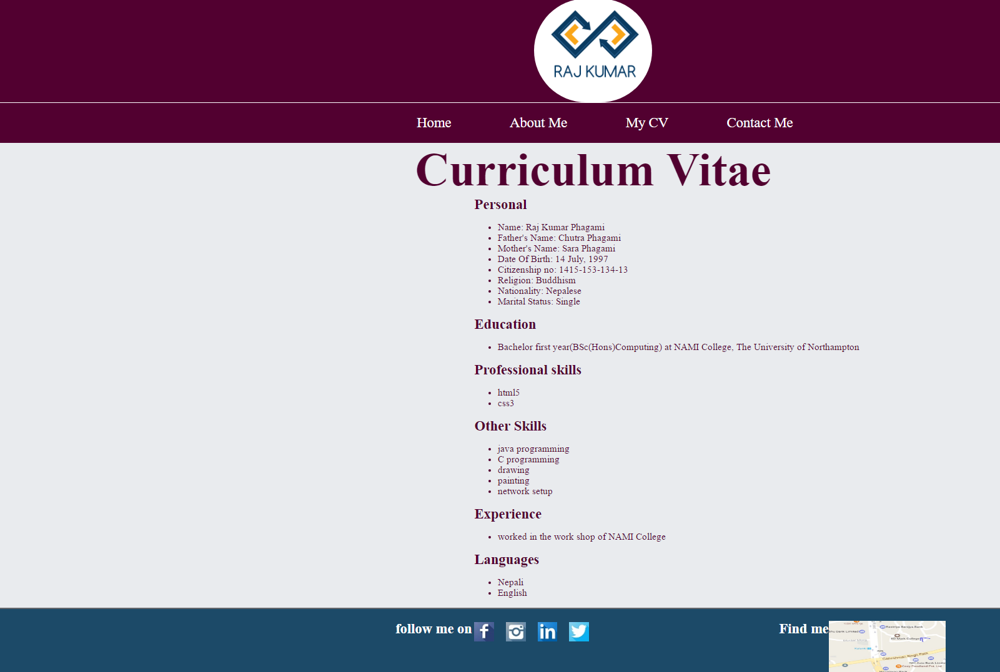 RAJ KUMAR
Home About Me My CV Contact Me
Curriculum Vitae
Personal
Name: Raj Kumar Phagami
Father's Name: Chutra Phagami
Mother's Name: Sara Phagami
Date Of Birth: 14 July, 1997
Citizenship no: 1415-153-134-13
Religion: Buddhism
Nationality: Nepalese
Marital Status: Single
Education
Bachelor first year(BSc(Hons)Computing) at NAMI College, The University of Northampton
Professional skills
html5
css3
Other Skills
java programming
C programming
drawing
painting
network setup
Experience
worked in the work shop of NAMI College
Languages
Nepali
English
follow me on
Find me